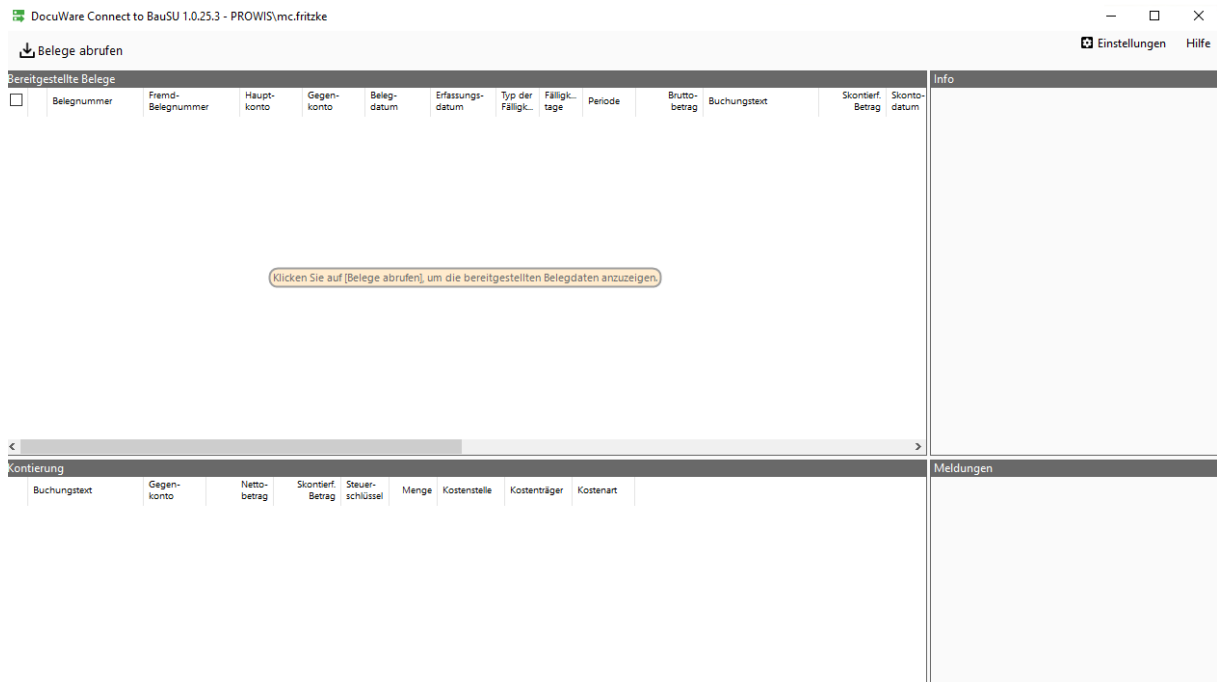 DocuWare Connect to BauSU 1.0.25.3 - PROWIS\mc.fritzke
Belege abrufen
Einstellungen Hilfe
Bereitgestellte Belege
Belegnummer
Fremd-
Belegnummer
Haupt-
konto
Gegen-
konto
Beleg-
datum
Erfassungs-
datum
Typ der
Fälligk...
Fälligk...
tage
Periode
Brutto-
betrag
Buchungstext
Skontierf.
Betrag
Skonto-
datum
Klicken Sie auf [Belege abrufen], um die bereitgestellten Belegdaten anzuzeigen.
Info
Kontierung
Buchungstext
Gegen-
konto
Netto-
betrag
Skontierf.
Betrag
Steuer-
schlüssel
Menge
Kostenstelle
Kostenträger
Kostenart
Meldungen